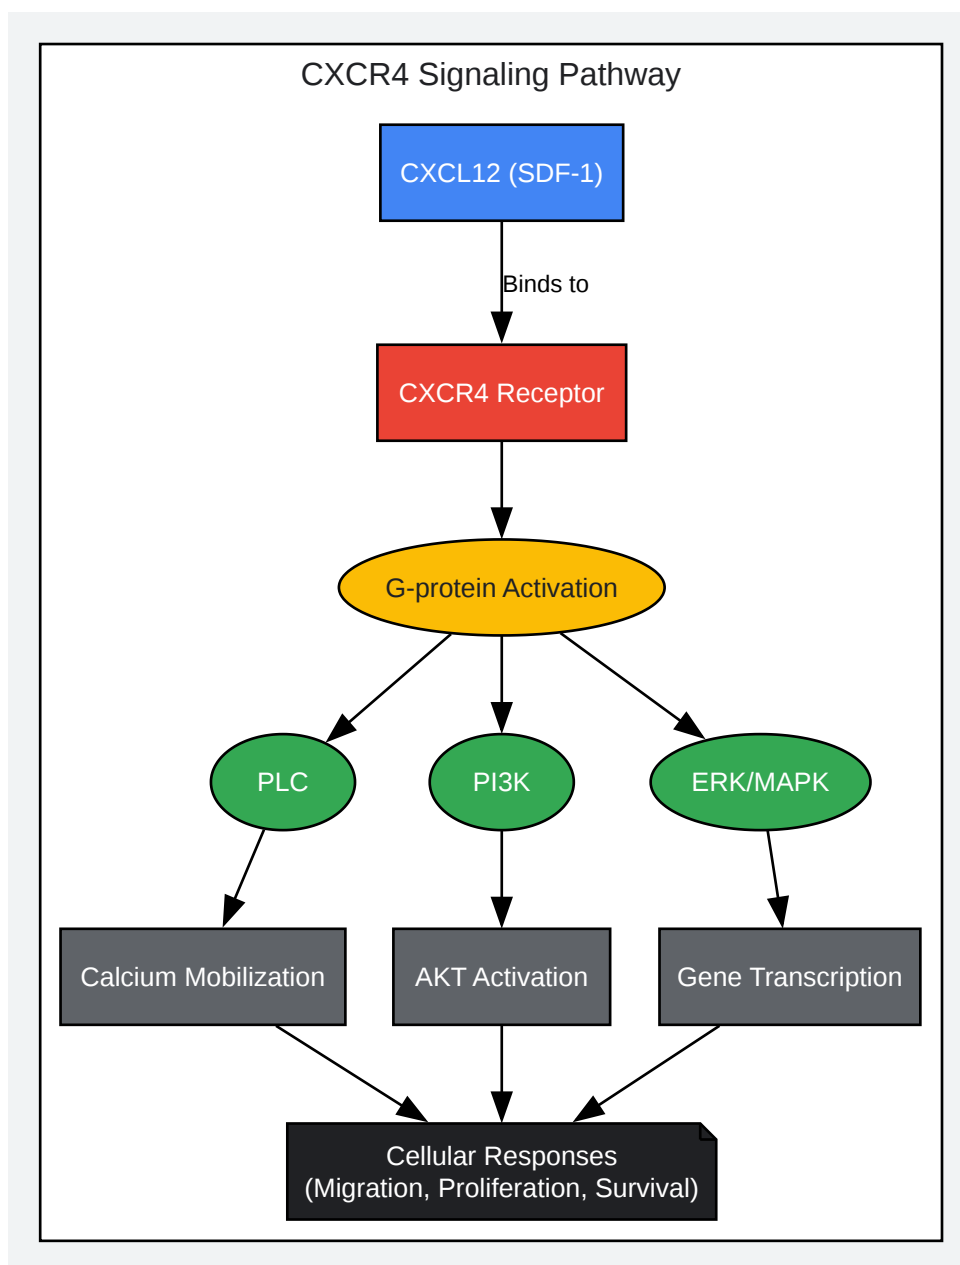 CXCR4 Signaling Pathway
CXCL12 (SDF-1)
Binds to
CXCR4 Receptor
G-protein Activation
PLC
PI3K
ERK/MAPK
Calcium Mobilization
AKT Activation
Gene Transcription
Cellular Responses
(Migration, Proliferation, Survival)